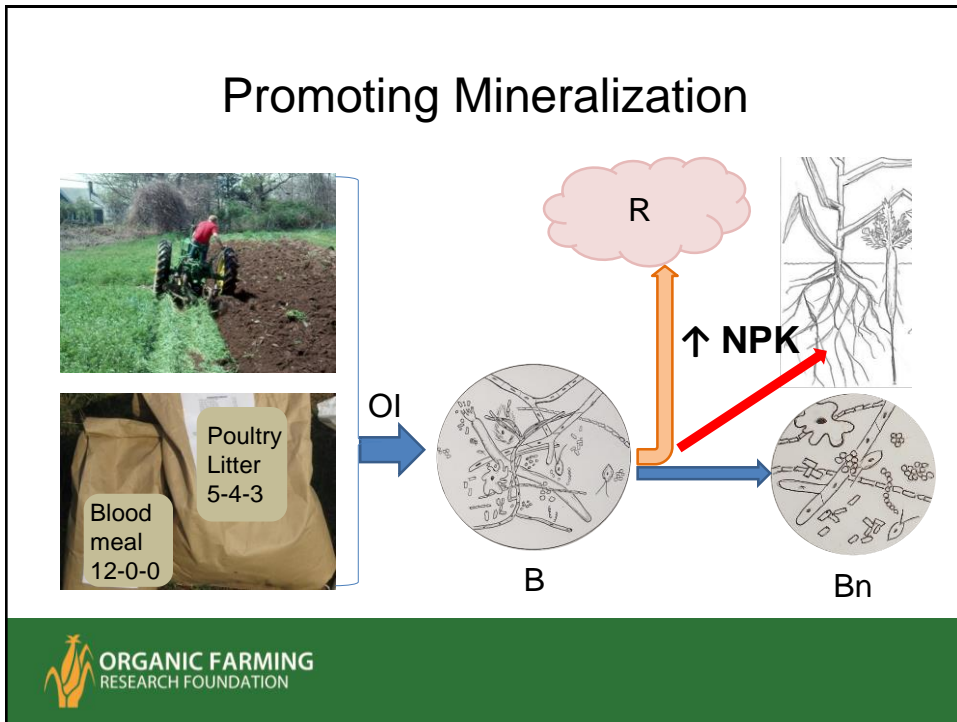 Promoting Mineralization
R
↑ NPK
OI
Poultry
Litter
5-4-3
Blood
meal
12-0-0
B
Bn
ORGANIC FARMING
RESEARCH FOUNDATION